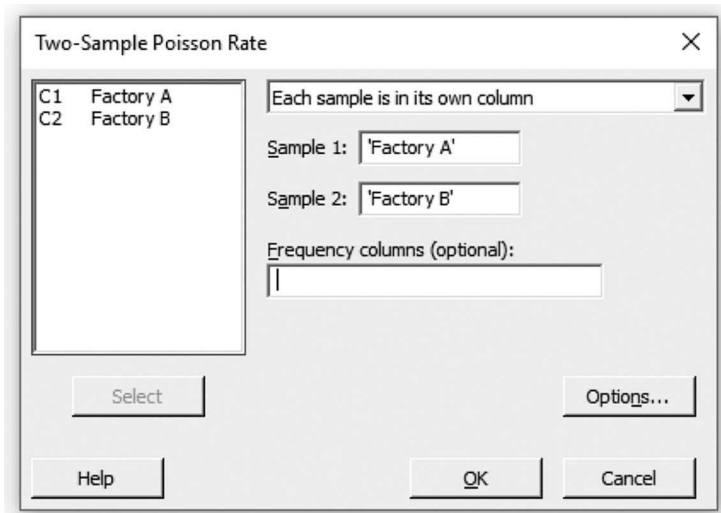 Two-Sample Poisson Rate
C1 Factory A
C2 Factory B
Each sample is in its own column
Sample 1: 'Factory A'
Sample 2: 'Factory B'
Frequency columns (optional):
Select
Options...
Help
OK
Cancel